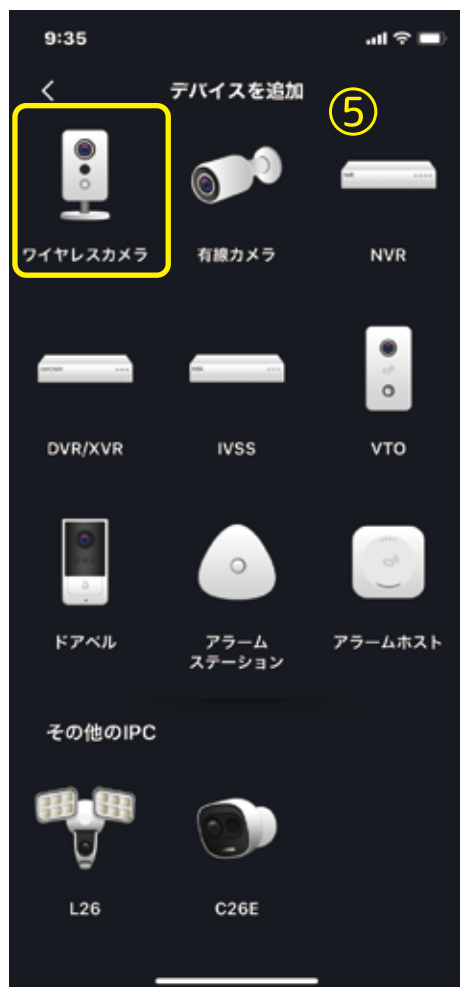 9:35
デバイスを追加
⑤
ワイヤレスカメラ
有線カメラ
NVR
DVR/XVR
IVSS
VTO
ドアベル
アラーム
ステーション
アラームホスト
その他のIPC
L26
C26E